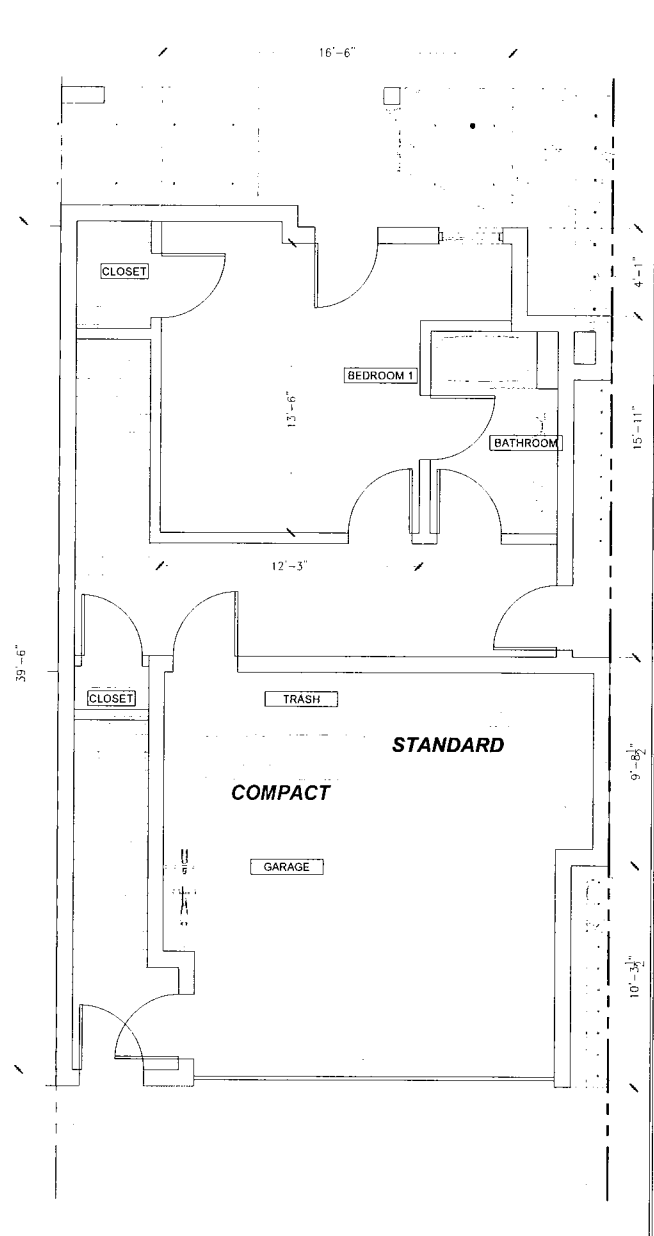 16'-6"
CLOSET
4'-1"
BEDROOM 1
13'-6"
15'-11"
BATHROOM
12'-3"
39'-6"
CLOSET
TRASH
STANDARD
9'-8½"
COMPACT
GARAGE
10'-3½"